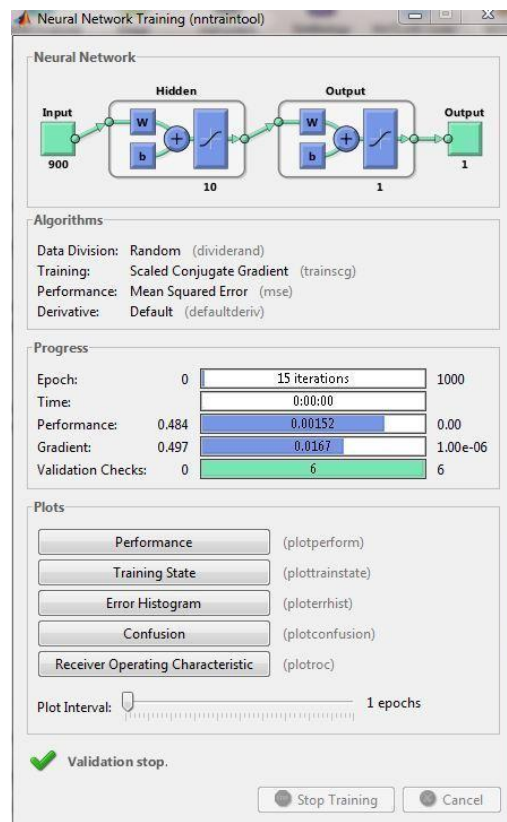 Neural Network Training (nntraintool)
Neural Network
Hidden Output
Input Output
W W
+ +
b b
900 1
10 1
Algorithms
Data Division: Random (dividerand)
Training: Scaled Conjugate Gradient (trainscg)
Performance: Mean Squared Error (mse)
Derivative: Default (defaultderiv)
Progress
Epoch: 0 15 iterations 1000
Time: 0:00:00
Performance: 0.484 0.00152 0.00
Gradient: 0.497 0.0167 1.00e-06
Validation Checks: 0 6 6
Plots
Performance (plotperform)
Training State (plottrainstate)
Error Histogram (ploterrhist)
Confusion (plotconfusion)
Receiver Operating Characteristic (plotroc)
Plot Interval: 1 epochs
Validation stop.
Stop Training Cancel